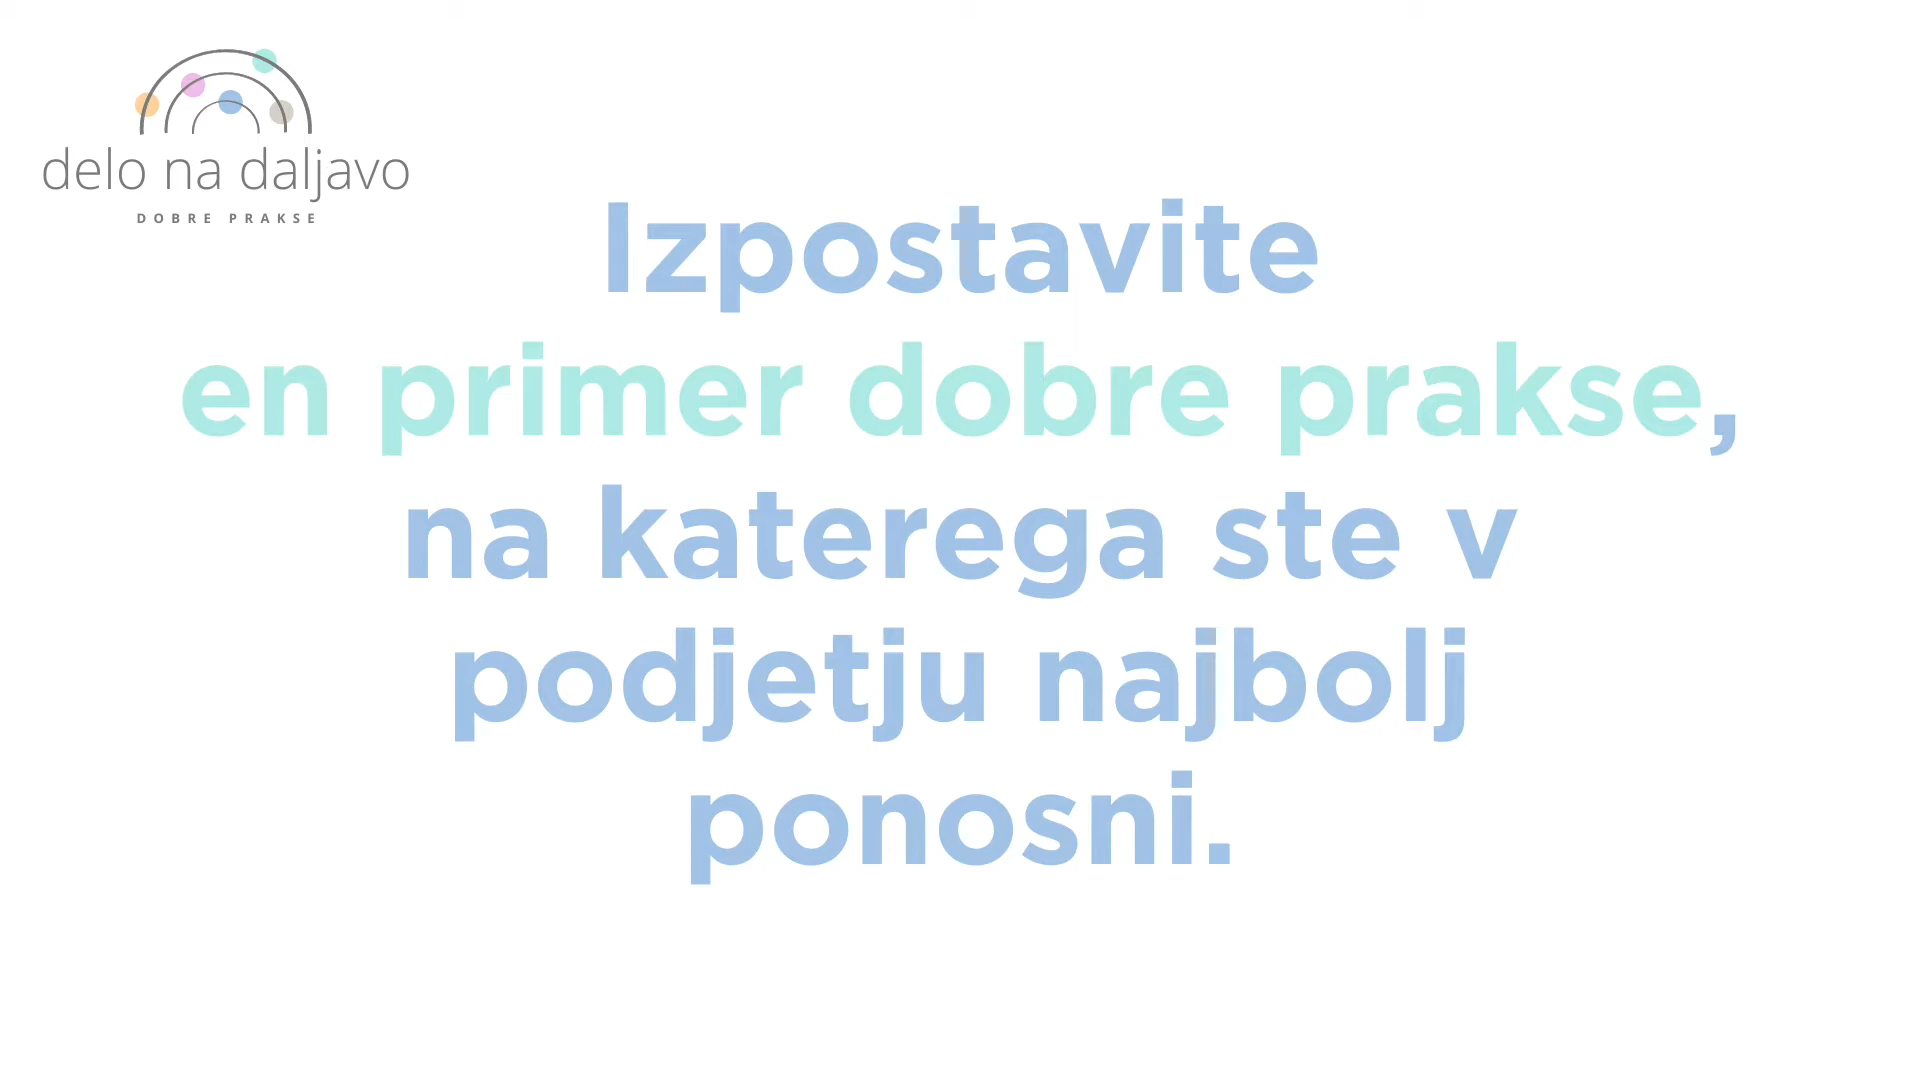 delo na daljavo
DOBRE PRAKSE
Izpostavite
en primer dobre prakse,
na katerega ste v
podjetju najbolj
ponosni.